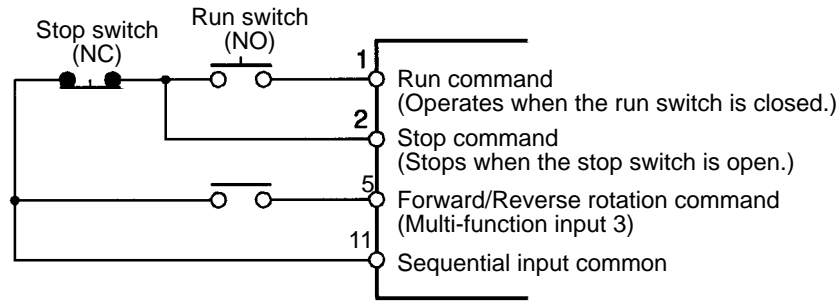 Stop switch
(NC)
Run switch
(NO)
1
Run command
(Operates when the run switch is closed.)
2
Stop command
(Stops when the stop switch is open.)
5
Forward/Reverse rotation command
(Multi-function input 3)
11
Sequential input common